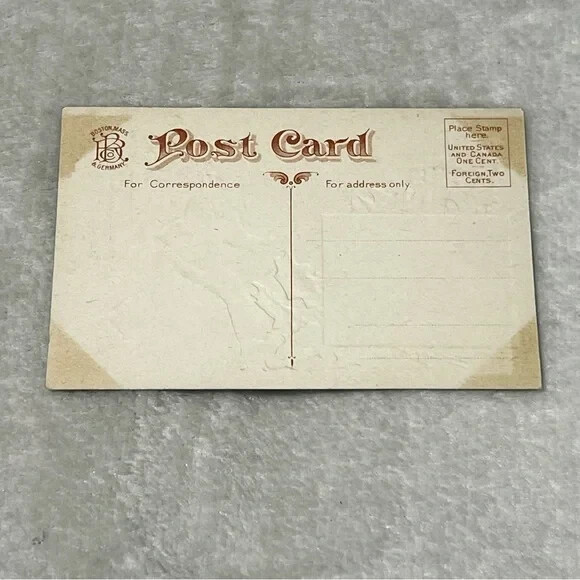 BOSTON, MASS.
& GERMANY.
Post Card
Place Stamp
here.
UNITED STATES
AND CANADA
ONE CENT.
FOREIGN, TWO
CENTS.
For Correspondence
For address only